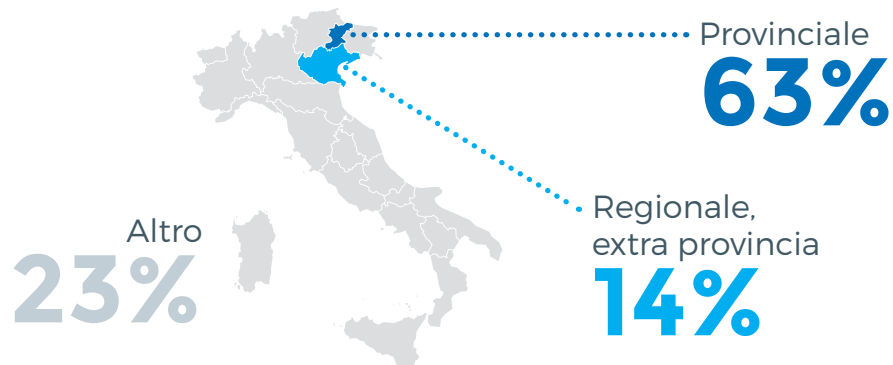 Provinciale
63%
Regionale,
extra provincia
14%
Altro
23%